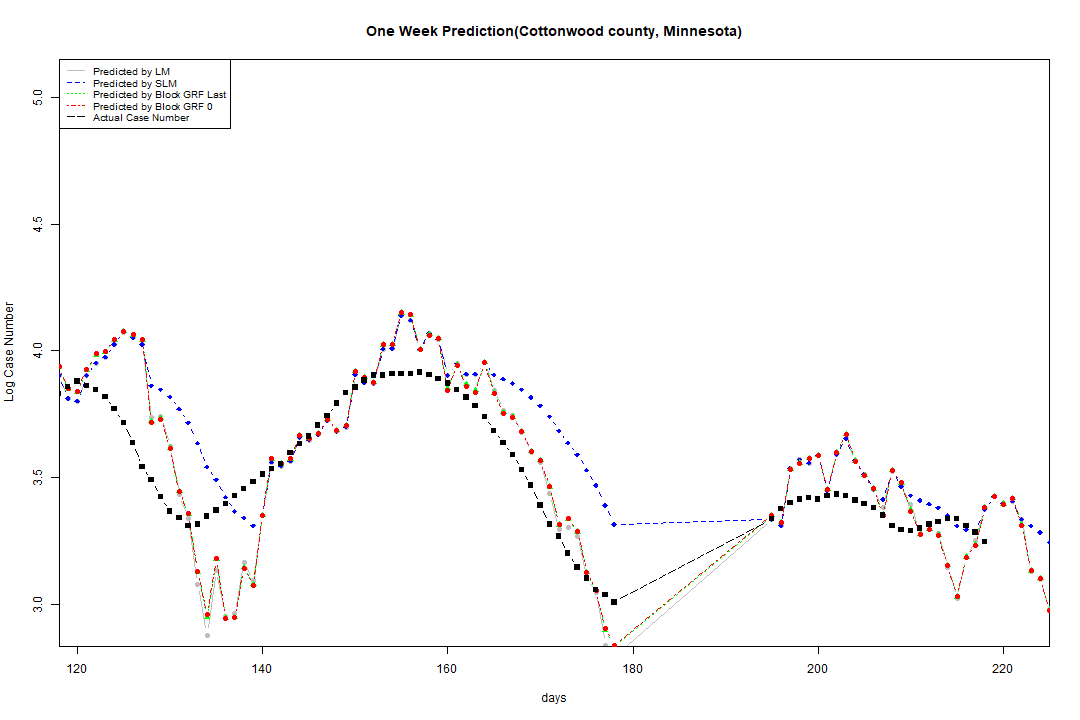 One Week Prediction(Cottonwood county, Minnesota)
Predicted by LM
Predicted by SLM
Predicted by Block GRF Last
Predicted by Block GRF 0
Actual Case Number
5.0
4.5
4.0
3.5
3.0
Log Case Number
120 140 160 180 200 220
days